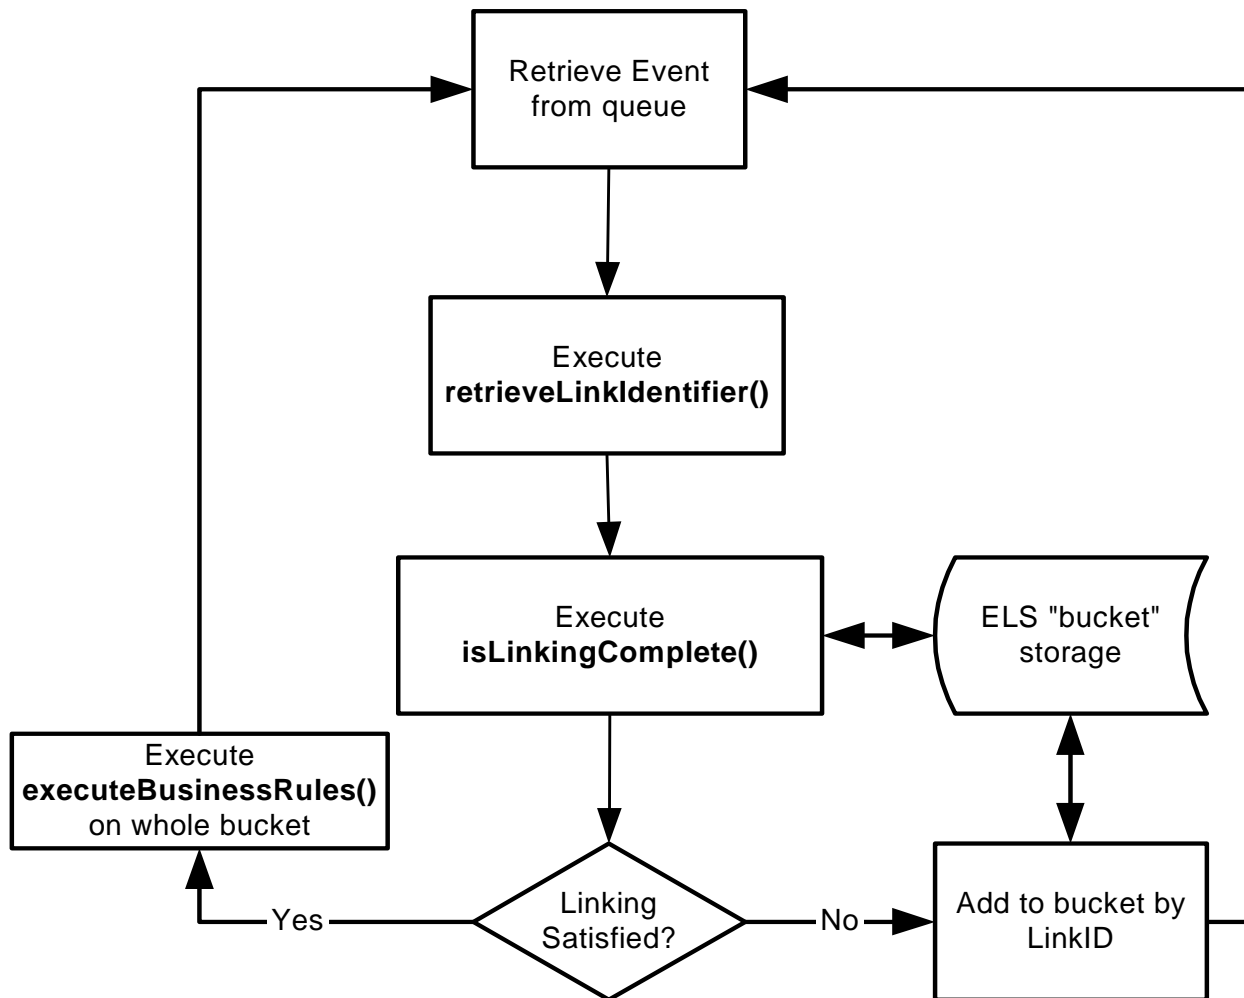 Retrieve Event
from queue
Execute
retrieveLinkIdentifier()
Execute
isLinkingComplete()
ELS "bucket"
storage
Execute
executeBusinessRules()
on whole bucket
Linking
Satisfied?
Yes
No
Add to bucket by
LinkID